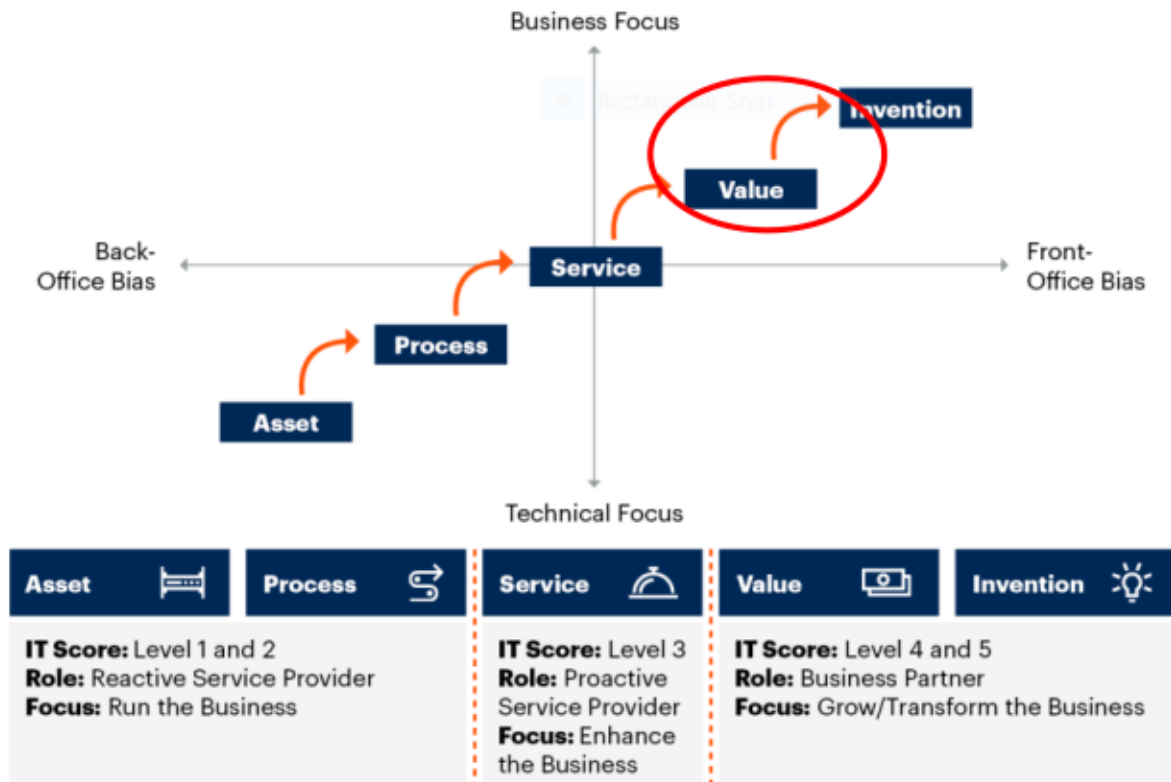 Business Focus
Rectangular Snip
Invention
Value
Back-
Office Bias
Service
Front-
Office Bias
Process
Asset
Technical Focus
Asset
Process
Service
Value
Invention
IT Score: Level 1 and 2
Role: Reactive Service Provider
Focus: Run the Business
IT Score: Level 3
Role: Proactive
Service Provider
Focus: Enhance
the Business
IT Score: Level 4 and 5
Role: Business Partner
Focus: Grow/Transform the Business